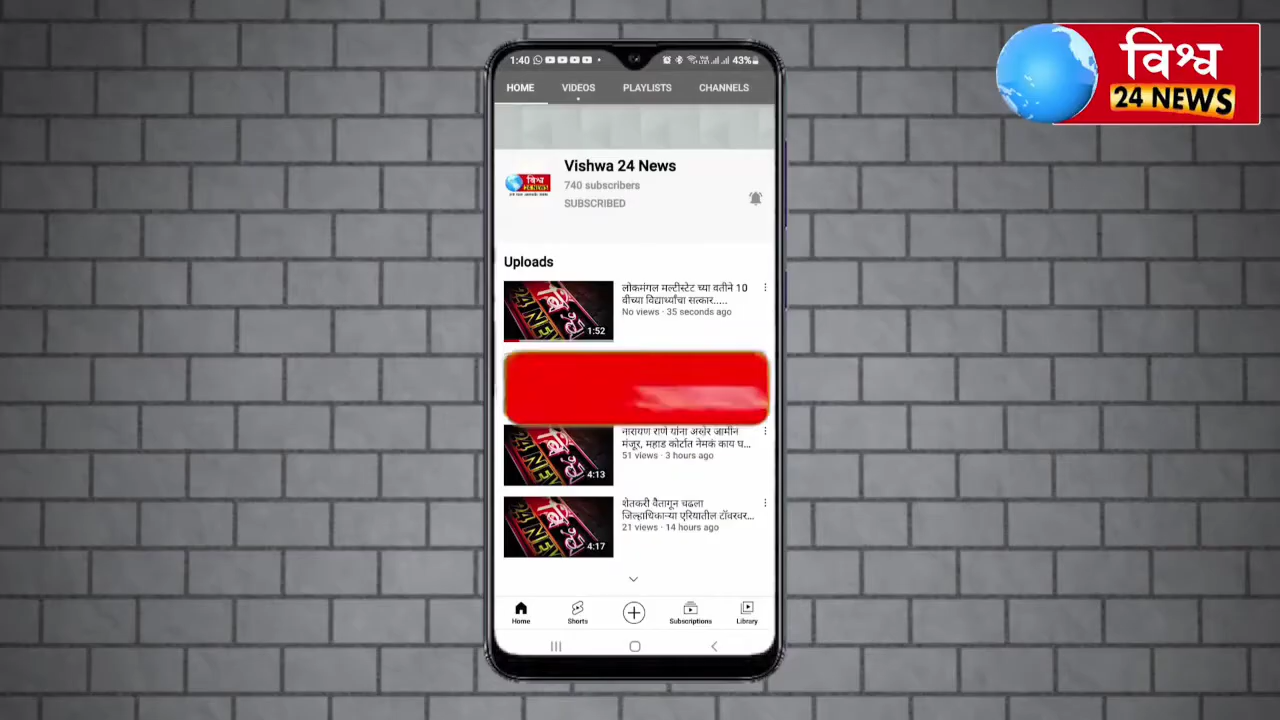 विश्व
24 NEWS
1:40 43%
HOME VIDEOS PLAYLISTS CHANNELS
Vishwa 24 News
740 subscribers
SUBSCRIBED
Uploads
लोकमंगल मल्टीस्टेट च्या वतीने 10
वीच्या विद्यार्थ्यांचा सत्कार.....
No views · 35 seconds ago
1:52
नारायण राणे यांना अखेर जामीन
मंजूर, महाड कोर्टात नेमकं काय घ...
51 views · 3 hours ago
4:13
शेतकरी वैतागून चढला
जिल्हाधिकाऱ्या एरियातील टॉवरवर...
21 views · 14 hours ago
4:17
Home Shorts Subscriptions Library